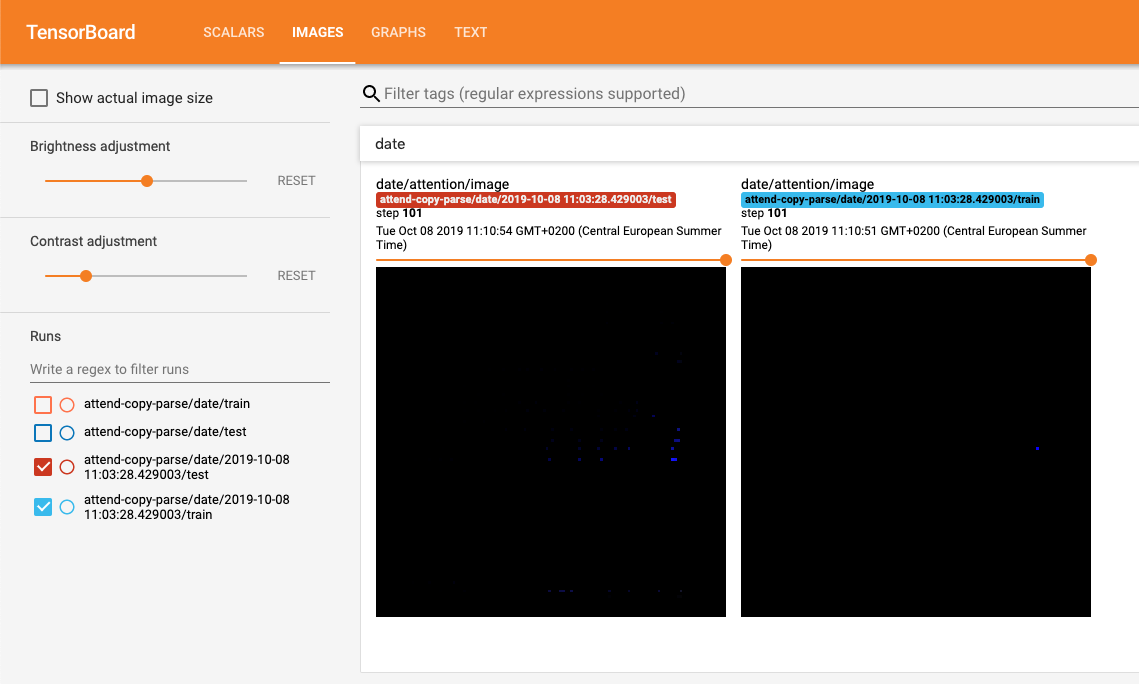 TensorBoard
SCALARS
IMAGES
GRAPHS
TEXT
Show actual image size
Brightness adjustment
RESET
Contrast adjustment
RESET
Runs
Write a regex to filter runs
attend-copy-parse/date/train
attend-copy-parse/date/test
attend-copy-parse/date/2019-10-08
11:03:28.429003/test
attend-copy-parse/date/2019-10-08
11:03:28.429003/train
Filter tags (regular expressions supported)
date
date/attention/image
attend-copy-parse/date/2019-10-08 11:03:28.429003/test
step 101
Tue Oct 08 2019 11:10:54 GMT+0200 (Central European Summer
Time)
date/attention/image
attend-copy-parse/date/2019-10-08 11:03:28.429003/train
step 101
Tue Oct 08 2019 11:10:51 GMT+0200 (Central European Summer
Time)